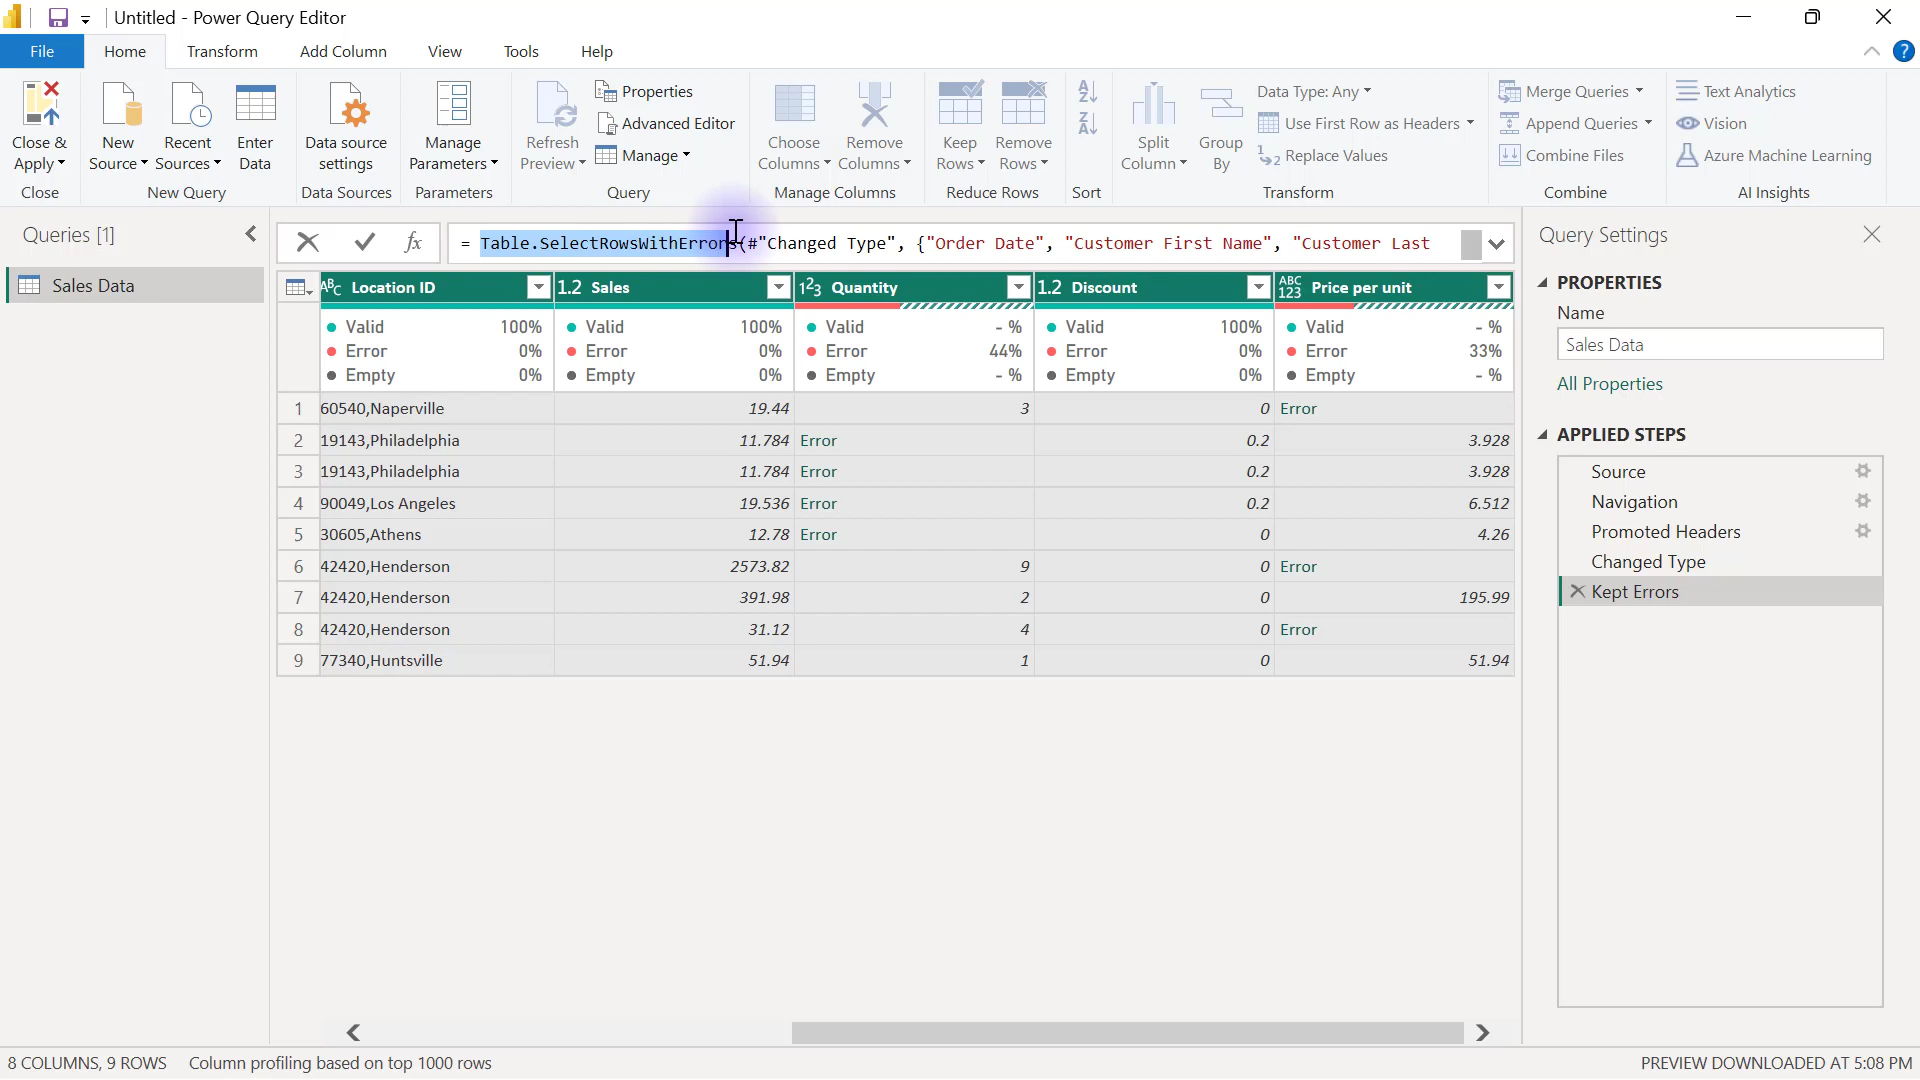 Untitled - Power Query Editor
File Home Transform Add Column View Tools Help
Close & Apply
New Source
Recent Sources
Enter Data
Data source settings
Manage Parameters
Refresh Preview
Properties
Advanced Editor
Manage
Choose Columns
Remove Columns
Keep Rows
Remove Rows
Split Column
Group By
Data Type: Any
Use First Row as Headers
Replace Values
Merge Queries
Append Queries
Combine Files
Text Analytics
Vision
Azure Machine Learning
Close New Query Data Sources Parameters Query Manage Columns Reduce Rows Sort Transform Combine AI Insights
Queries [1]
Sales Data
fx = Table.SelectRowsWithErrors(#"Changed Type", {"Order Date", "Customer First Name", "Customer Last
ABC Location ID 1.2 Sales 123 Quantity 1.2 Discount ABC 123 Price per unit
Valid 100% Valid 100% Valid - % Valid 100% Valid - %
Error 0% Error 0% Error 44% Error 0% Error 33%
Empty 0% Empty 0% Empty - % Empty 0% Empty - %
1 60540,Naperville 19.44 3 0 Error
2 19143,Philadelphia 11.784 Error 0.2 3.928
3 19143,Philadelphia 11.784 Error 0.2 3.928
4 90049,Los Angeles 19.536 Error 0.2 6.512
5 30605,Athens 12.78 Error 0 4.26
6 42420,Henderson 2573.82 9 0 Error
7 42420,Henderson 391.98 2 0 195.99
8 42420,Henderson 31.12 4 0 Error
9 77340,Huntsville 51.94 1 0 51.94
Query Settings
PROPERTIES
Name
Sales Data
All Properties
APPLIED STEPS
Source
Navigation
Promoted Headers
Changed Type
Kept Errors
8 COLUMNS, 9 ROWS Column profiling based on top 1000 rows PREVIEW DOWNLOADED AT 5:08 PM